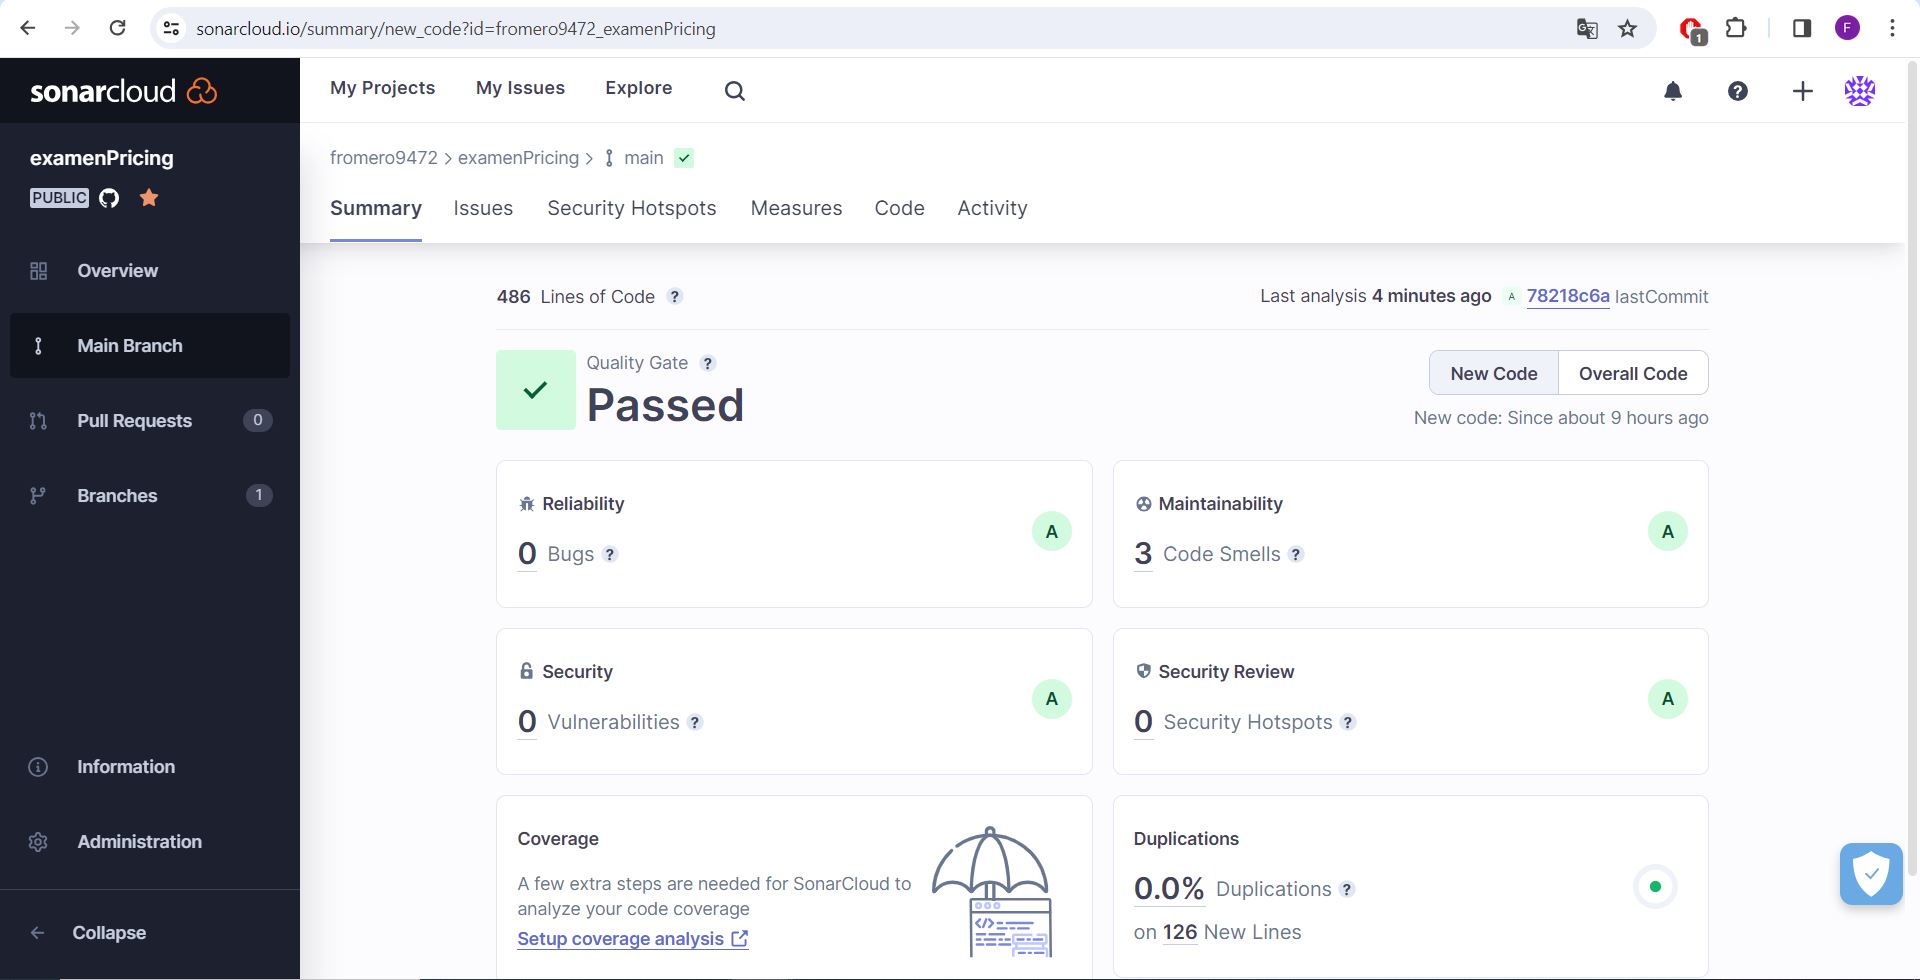 sonarcloud.io/summary/new_code?id=fromero9472_examenPricing
1
F
sonarcloud
My Projects My Issues Explore
examenPricing
PUBLIC
fromero9472 > examenPricing > main
Summary Issues Security Hotspots Measures Code Activity
Overview
Main Branch
Pull Requests 0
Branches 1
Information
Administration
Collapse
486 Lines of Code ?
Last analysis 4 minutes ago A 78218c6a lastCommit
Quality Gate ?
Passed
New Code Overall Code
New code: Since about 9 hours ago
Reliability
0 Bugs ?
A
Maintainability
3 Code Smells ?
A
Security
0 Vulnerabilities ?
A
Security Review
0 Security Hotspots ?
A
Coverage
A few extra steps are needed for SonarCloud to
analyze your code coverage
Setup coverage analysis
</>
Duplications
0.0% Duplications ?
on 126 New Lines